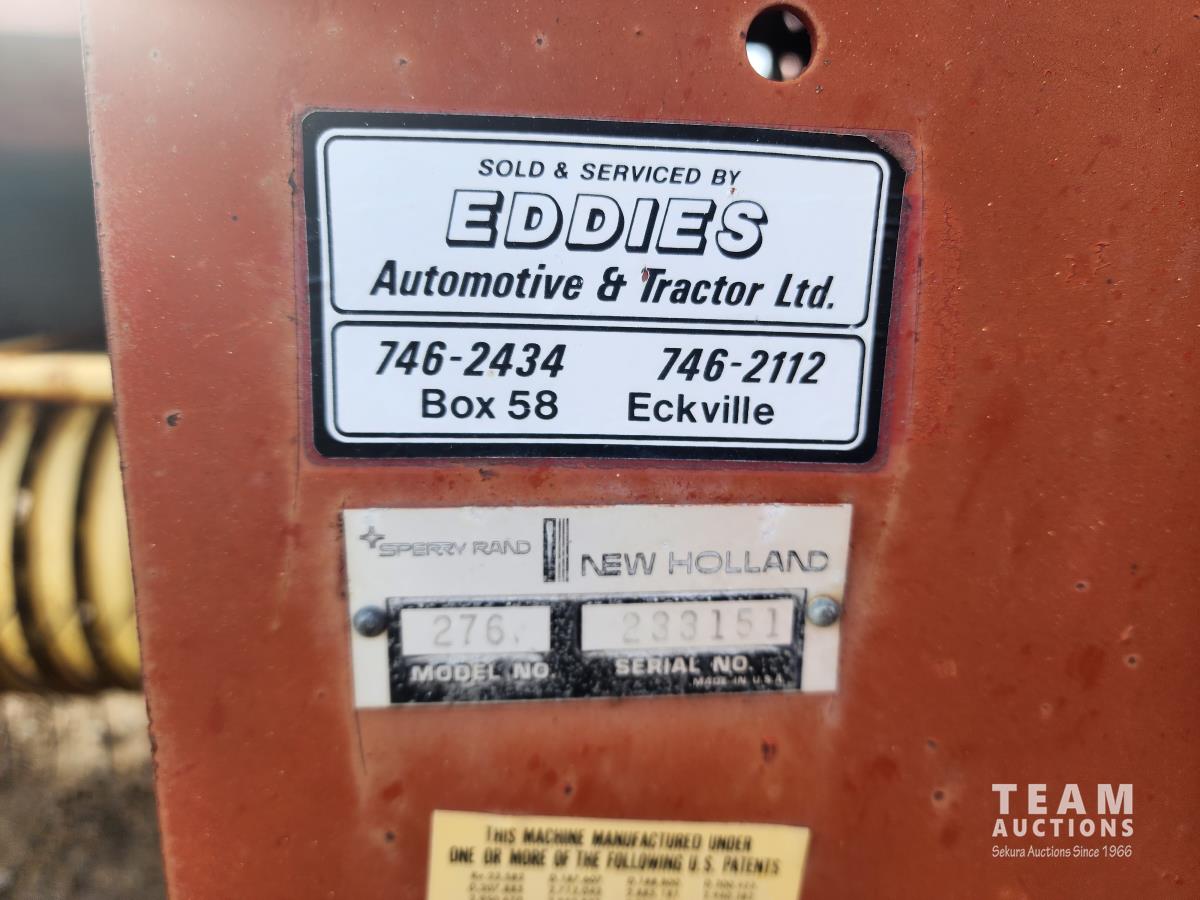 SOLD & SERVICED BY
EDDIES
Automotive & Tractor Ltd.
746-2434 746-2112
Box 58 Eckville
SPERRY RAND NEW HOLLAND
276. 233151
MODEL NO. SERIAL NO.
MADE IN U.S.A.
THIS MACHINE MANUFACTURED UNDER
ONE OR MORE OF THE FOLLOWING U.S. PATENTS
TEAM
AUCTIONS
Sekura Auctions Since 1966